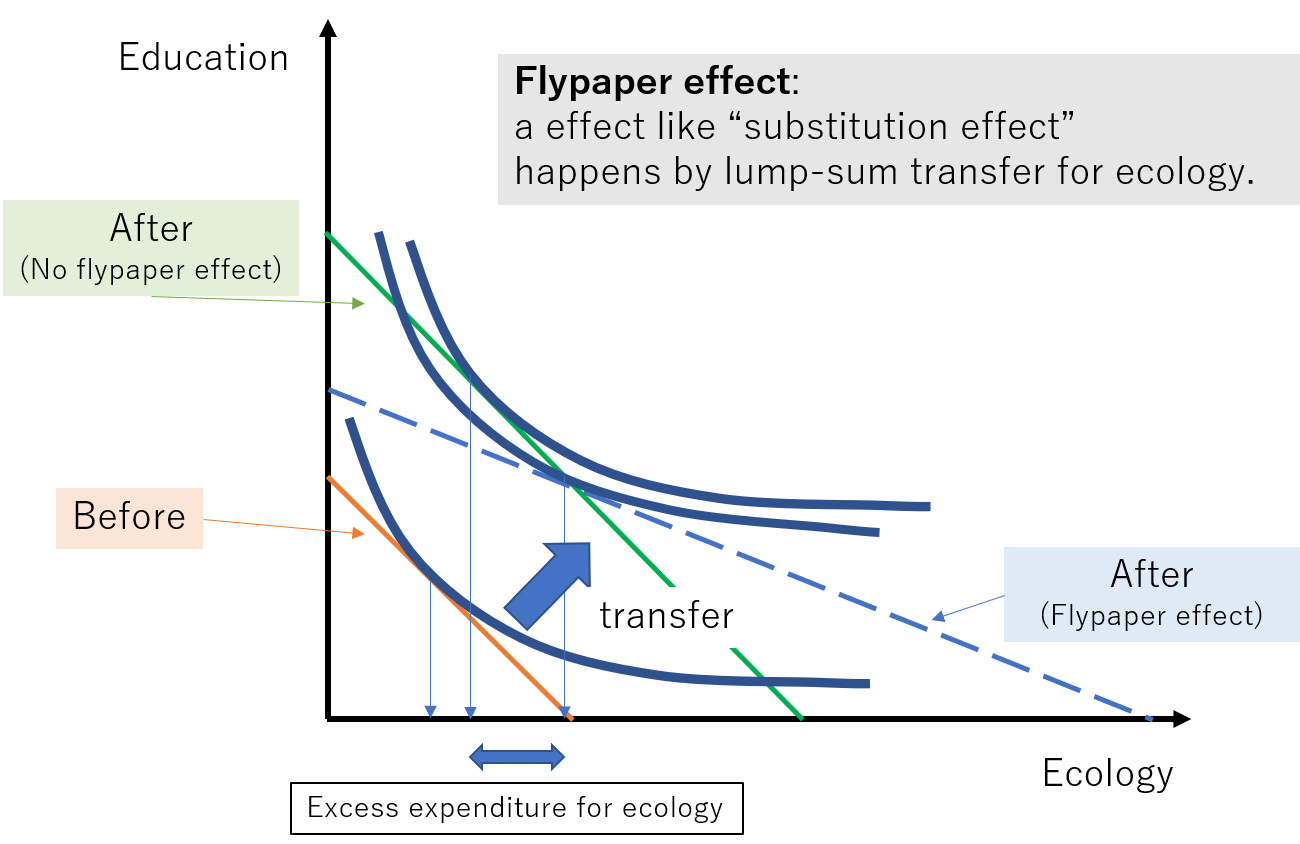 Education
Flypaper effect:
a effect like “substitution effect”
happens by lump-sum transfer for ecology.
After
(No flypaper effect)
Before
After
(Flypaper effect)
transfer
Ecology
Excess expenditure for ecology